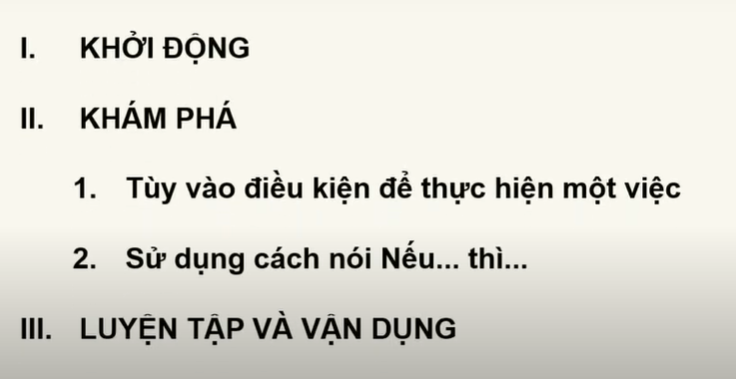 I. KHỞI ĐỘNG
II. KHÁM PHÁ
1. Tùy vào điều kiện để thực hiện một việc
2. Sử dụng cách nói Nếu... thì...
III. LUYỆN TẬP VÀ VẬN DỤNG